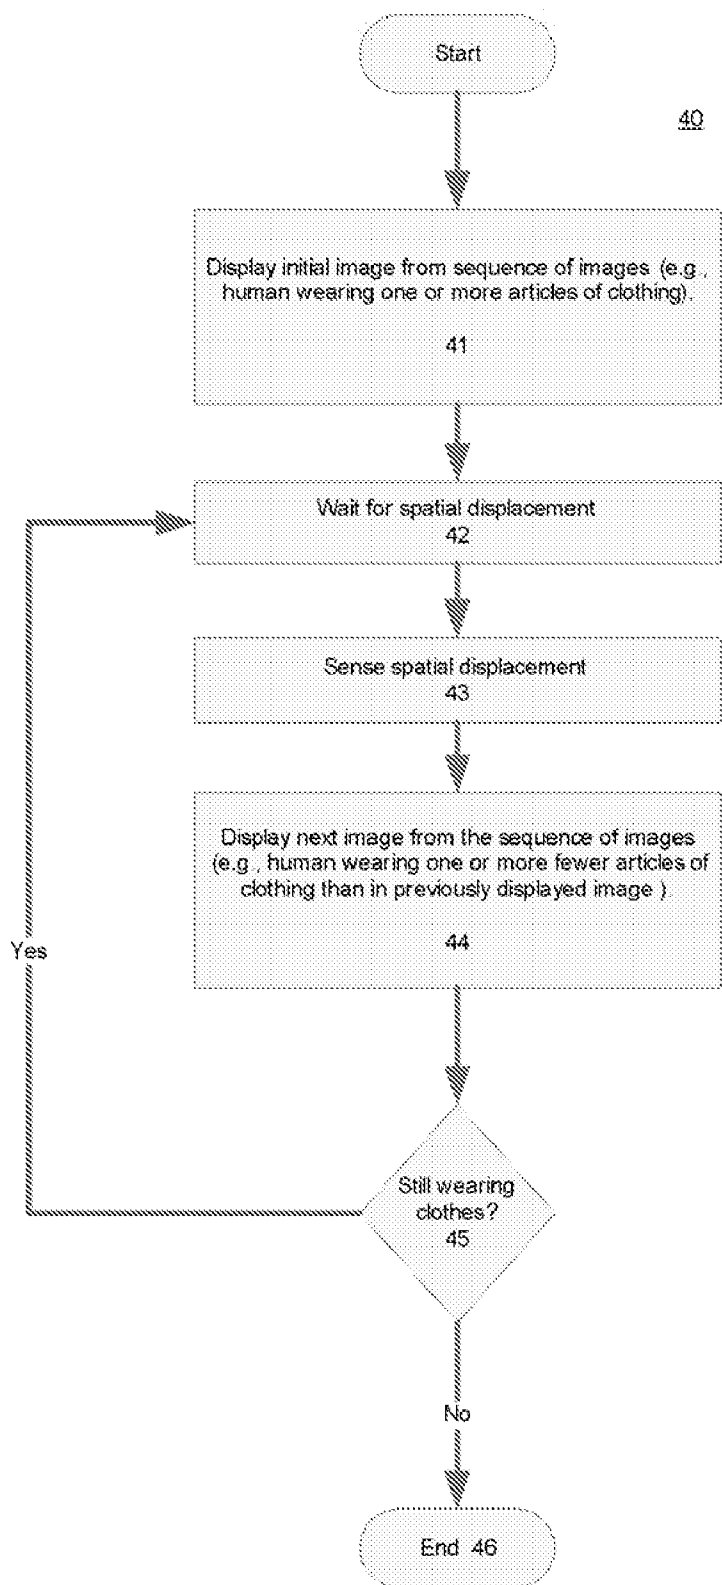 Start
40
Display initial image from sequence of images (e.g.,
human wearing one or more articles of clothing).
41
Wait for spatial displacement
42
Sense spatial displacement
43
Display next image from the sequence of images
(e.g., human wearing one or more fewer articles of
clothing than in previously displayed image ).
44
Yes
Still wearing
clothes?
45
No
End 46